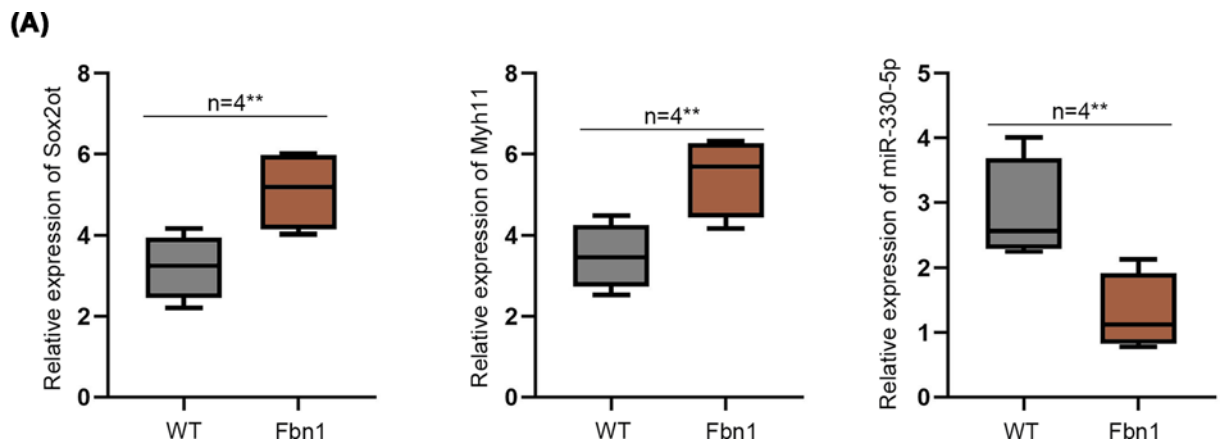 (A)
Relative expression of Sox2ot
8
6
4
2
0
n=4**
WT
Fbn1
Relative expression of Myh11
8
6
4
2
0
n=4**
WT
Fbn1
Relative expression of miR-330-5p
5
4
3
2
1
0
n=4**
WT
Fbn1